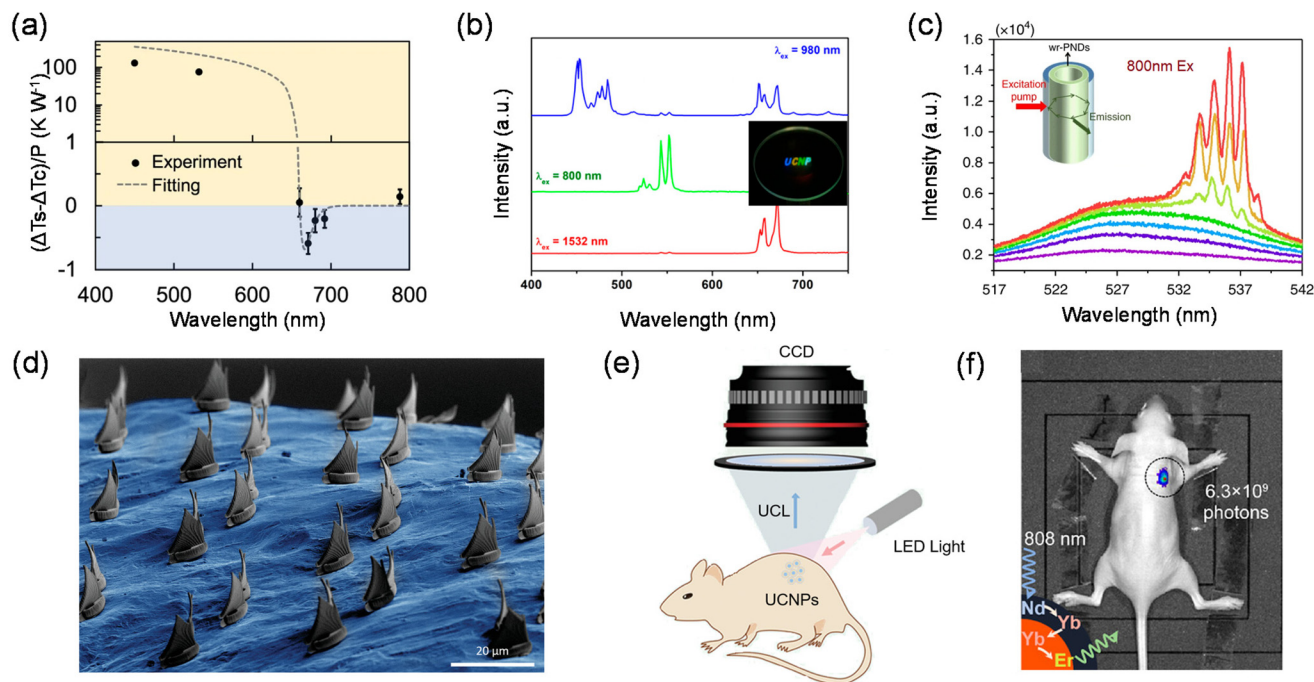 (a)
(ΔTs-ΔTc)/P (K W⁻¹)
100
10
1
1
0
-1
Experiment
Fitting
400 500 600 700 800
Wavelength (nm)
(b)
Intensity (a.u.)
λex = 980 nm
λex = 800 nm
λex = 1532 nm
UCNP
400 500 600 700
Wavelength (nm)
(c)
(×10⁴)
wr-PNDs
800nm Ex
Excitation
pump
Emission
Intensity (a.u.)
1.6
1.4
1.2
1.0
0.8
0.6
0.4
0.2
517 522 527 532 537 542
Wavelength (nm)
(d)
20 μm
(e)
CCD
UCL
LED Light
UCNPs
(f)
6.3×10⁹
photons
808 nm
Nd
Yb
Yb
Er